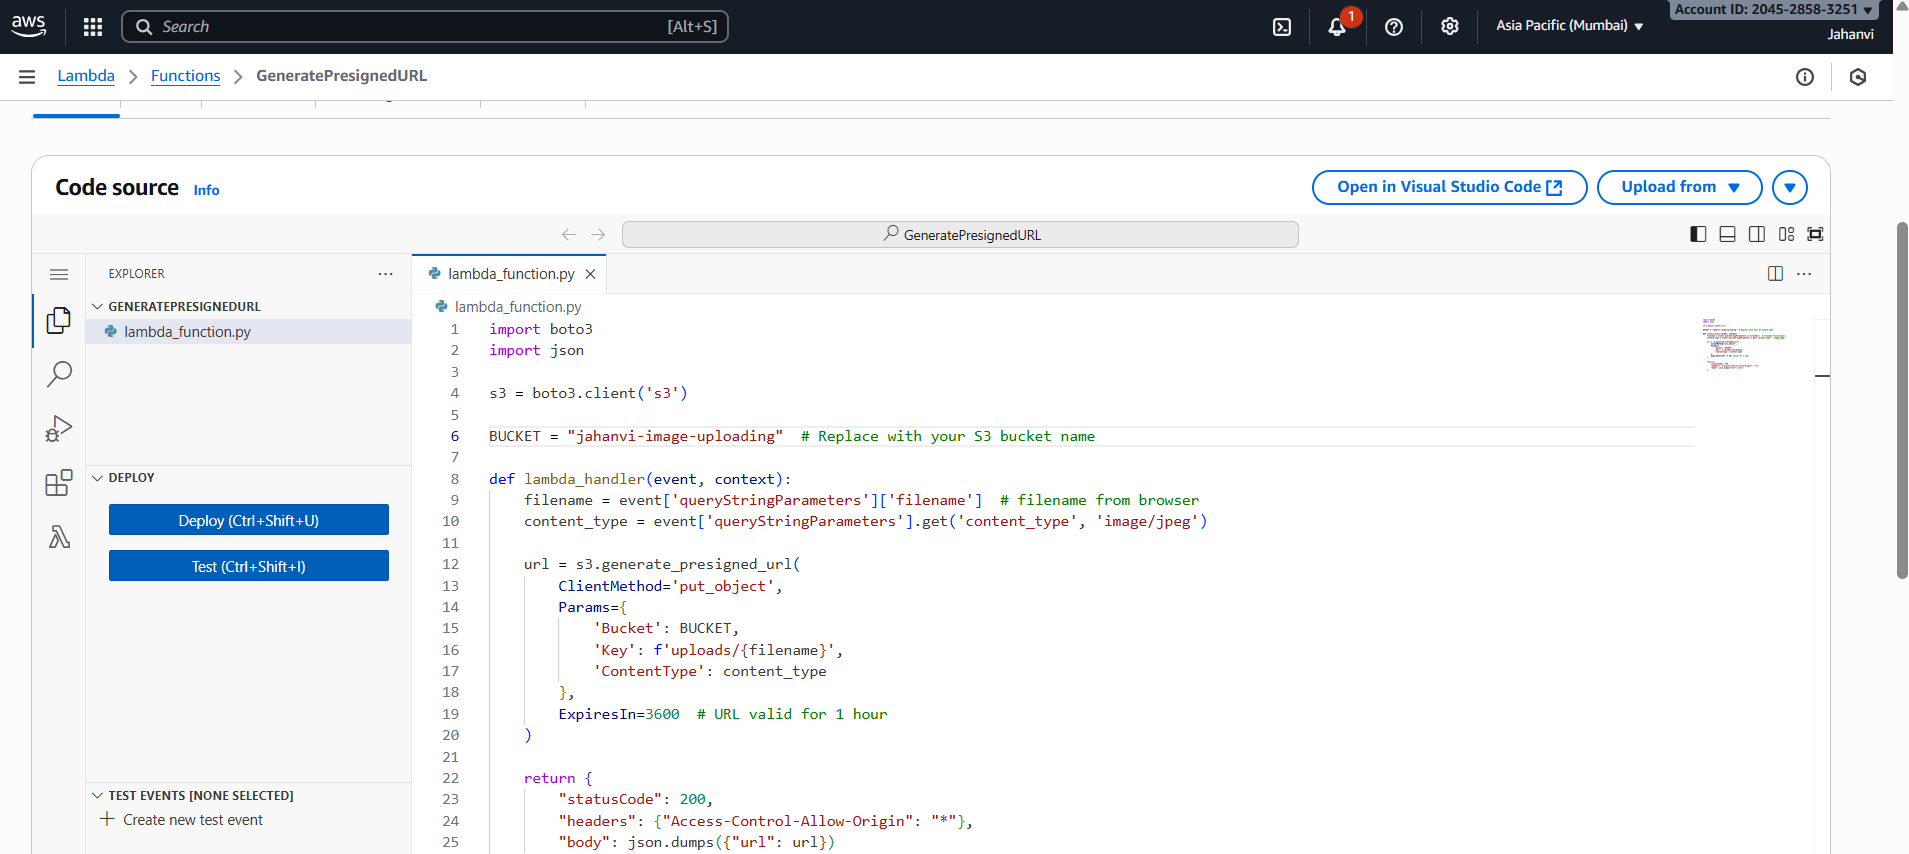 aws
Search
[Alt+S]
1
Asia Pacific (Mumbai)
Account ID: 2045-2858-3251
Jahanvi
Lambda > Functions > GeneratePresignedURL
Code source Info
Open in Visual Studio Code
Upload from
GeneratePresignedURL
EXPLORER
GENERATEPRESIGNEDURL
lambda_function.py
DEPLOY
Deploy (Ctrl+Shift+U)
Test (Ctrl+Shift+I)
TEST EVENTS [NONE SELECTED]
Create new test event
lambda_function.py
lambda_function.py
1 import boto3
2 import json
3
4 s3 = boto3.client('s3')
5
6 BUCKET = "jahanvi-image-uploading"  # Replace with your S3 bucket name
7
8 def lambda_handler(event, context):
9     filename = event['queryStringParameters']['filename']  # filename from browser
10     content_type = event['queryStringParameters'].get('content_type', 'image/jpeg')
11
12     url = s3.generate_presigned_url(
13         ClientMethod='put_object',
14         Params={
15             'Bucket': BUCKET,
16             'Key': f'uploads/{filename}',
17             'ContentType': content_type
18         },
19         ExpiresIn=3600  # URL valid for 1 hour
20     )
21
22     return {
23         "statusCode": 200,
24         "headers": {"Access-Control-Allow-Origin": "*"},
25         "body": json.dumps({"url": url})